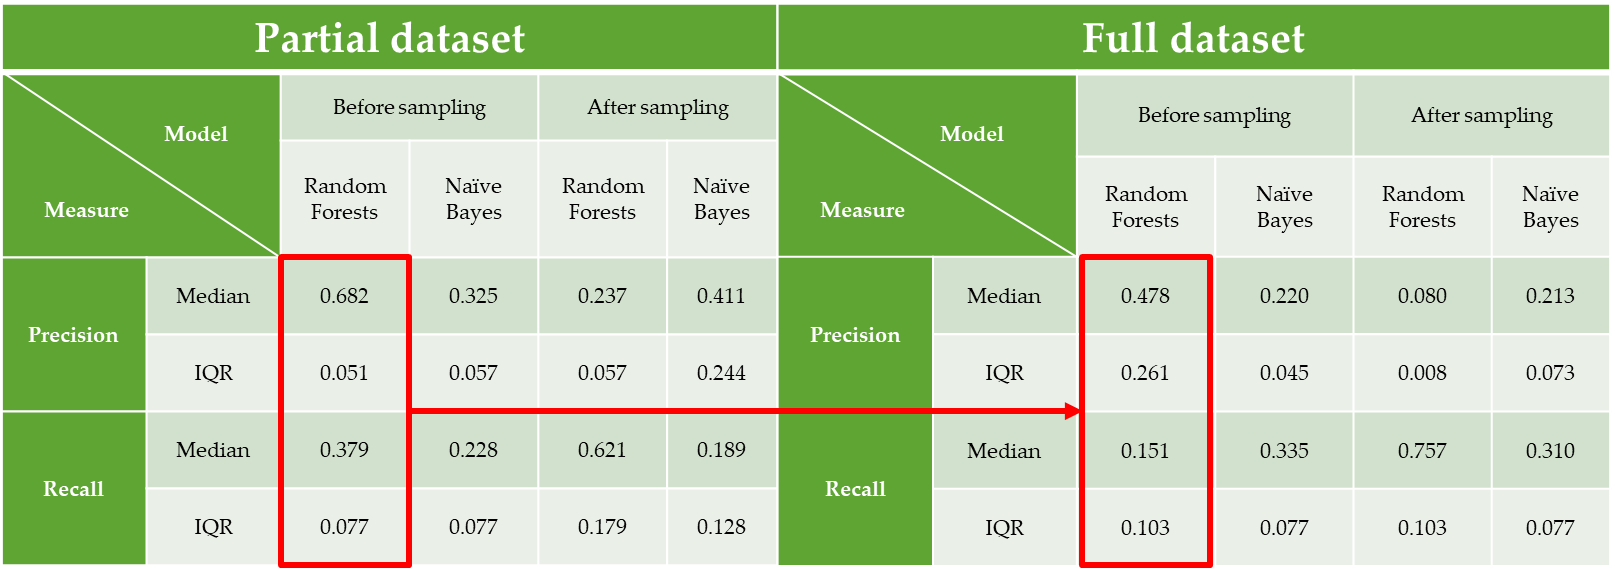 Partial dataset Full dataset
Before sampling After sampling Before sampling After sampling
Model Model
Measure Measure
Random Forests Naïve Bayes Random Forests Naïve Bayes Random Forests Naïve Bayes Random Forests Naïve Bayes
Precision Median 0.682 0.325 0.237 0.411 Precision Median 0.478 0.220 0.080 0.213
IQR 0.051 0.057 0.057 0.244 IQR 0.261 0.045 0.008 0.073
Recall Median 0.379 0.228 0.621 0.189 Recall Median 0.151 0.335 0.757 0.310
IQR 0.077 0.077 0.179 0.128 IQR 0.103 0.077 0.103 0.077